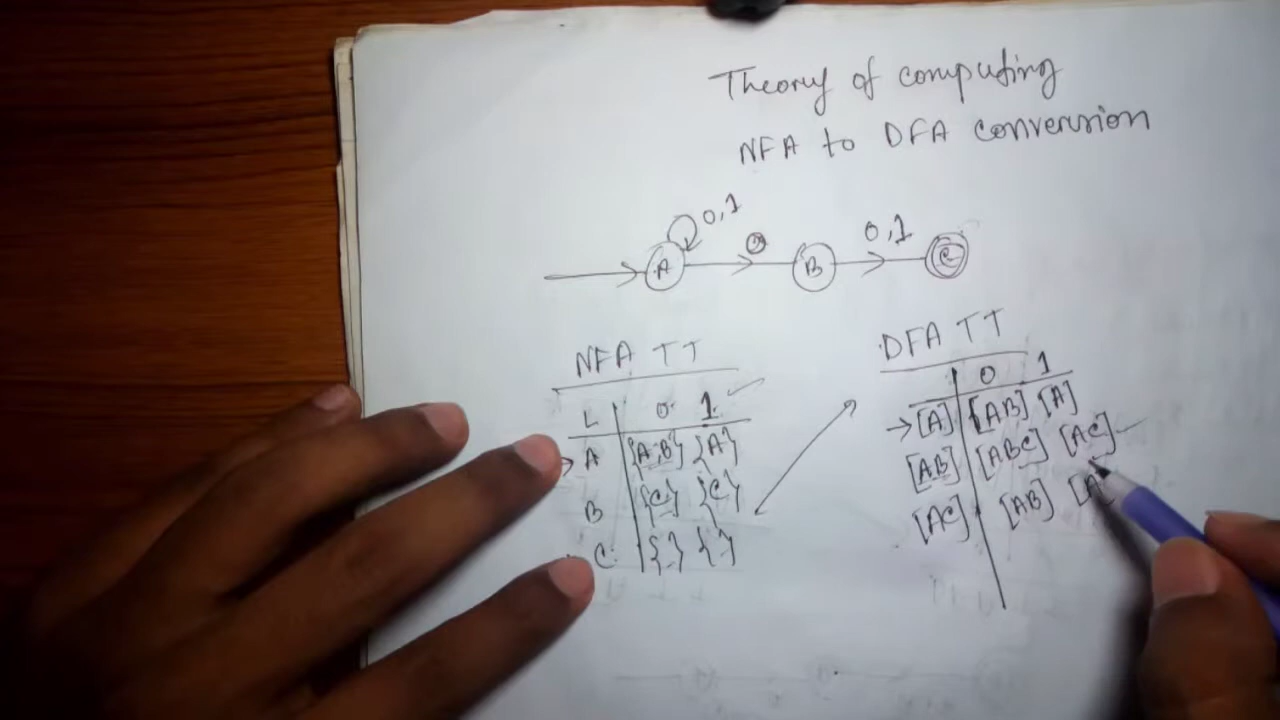 Theory of computing
NFA to DFA conversion
0,1
0
0,1
A
B
C
NFA TT
L 0 1
A {A,B} {A}
B {C} {C}
C {.} {.}
DFA TT
0 1
[A] [AB] [A]
[AB] [ABC] [AC]
[AC] [AB] [A